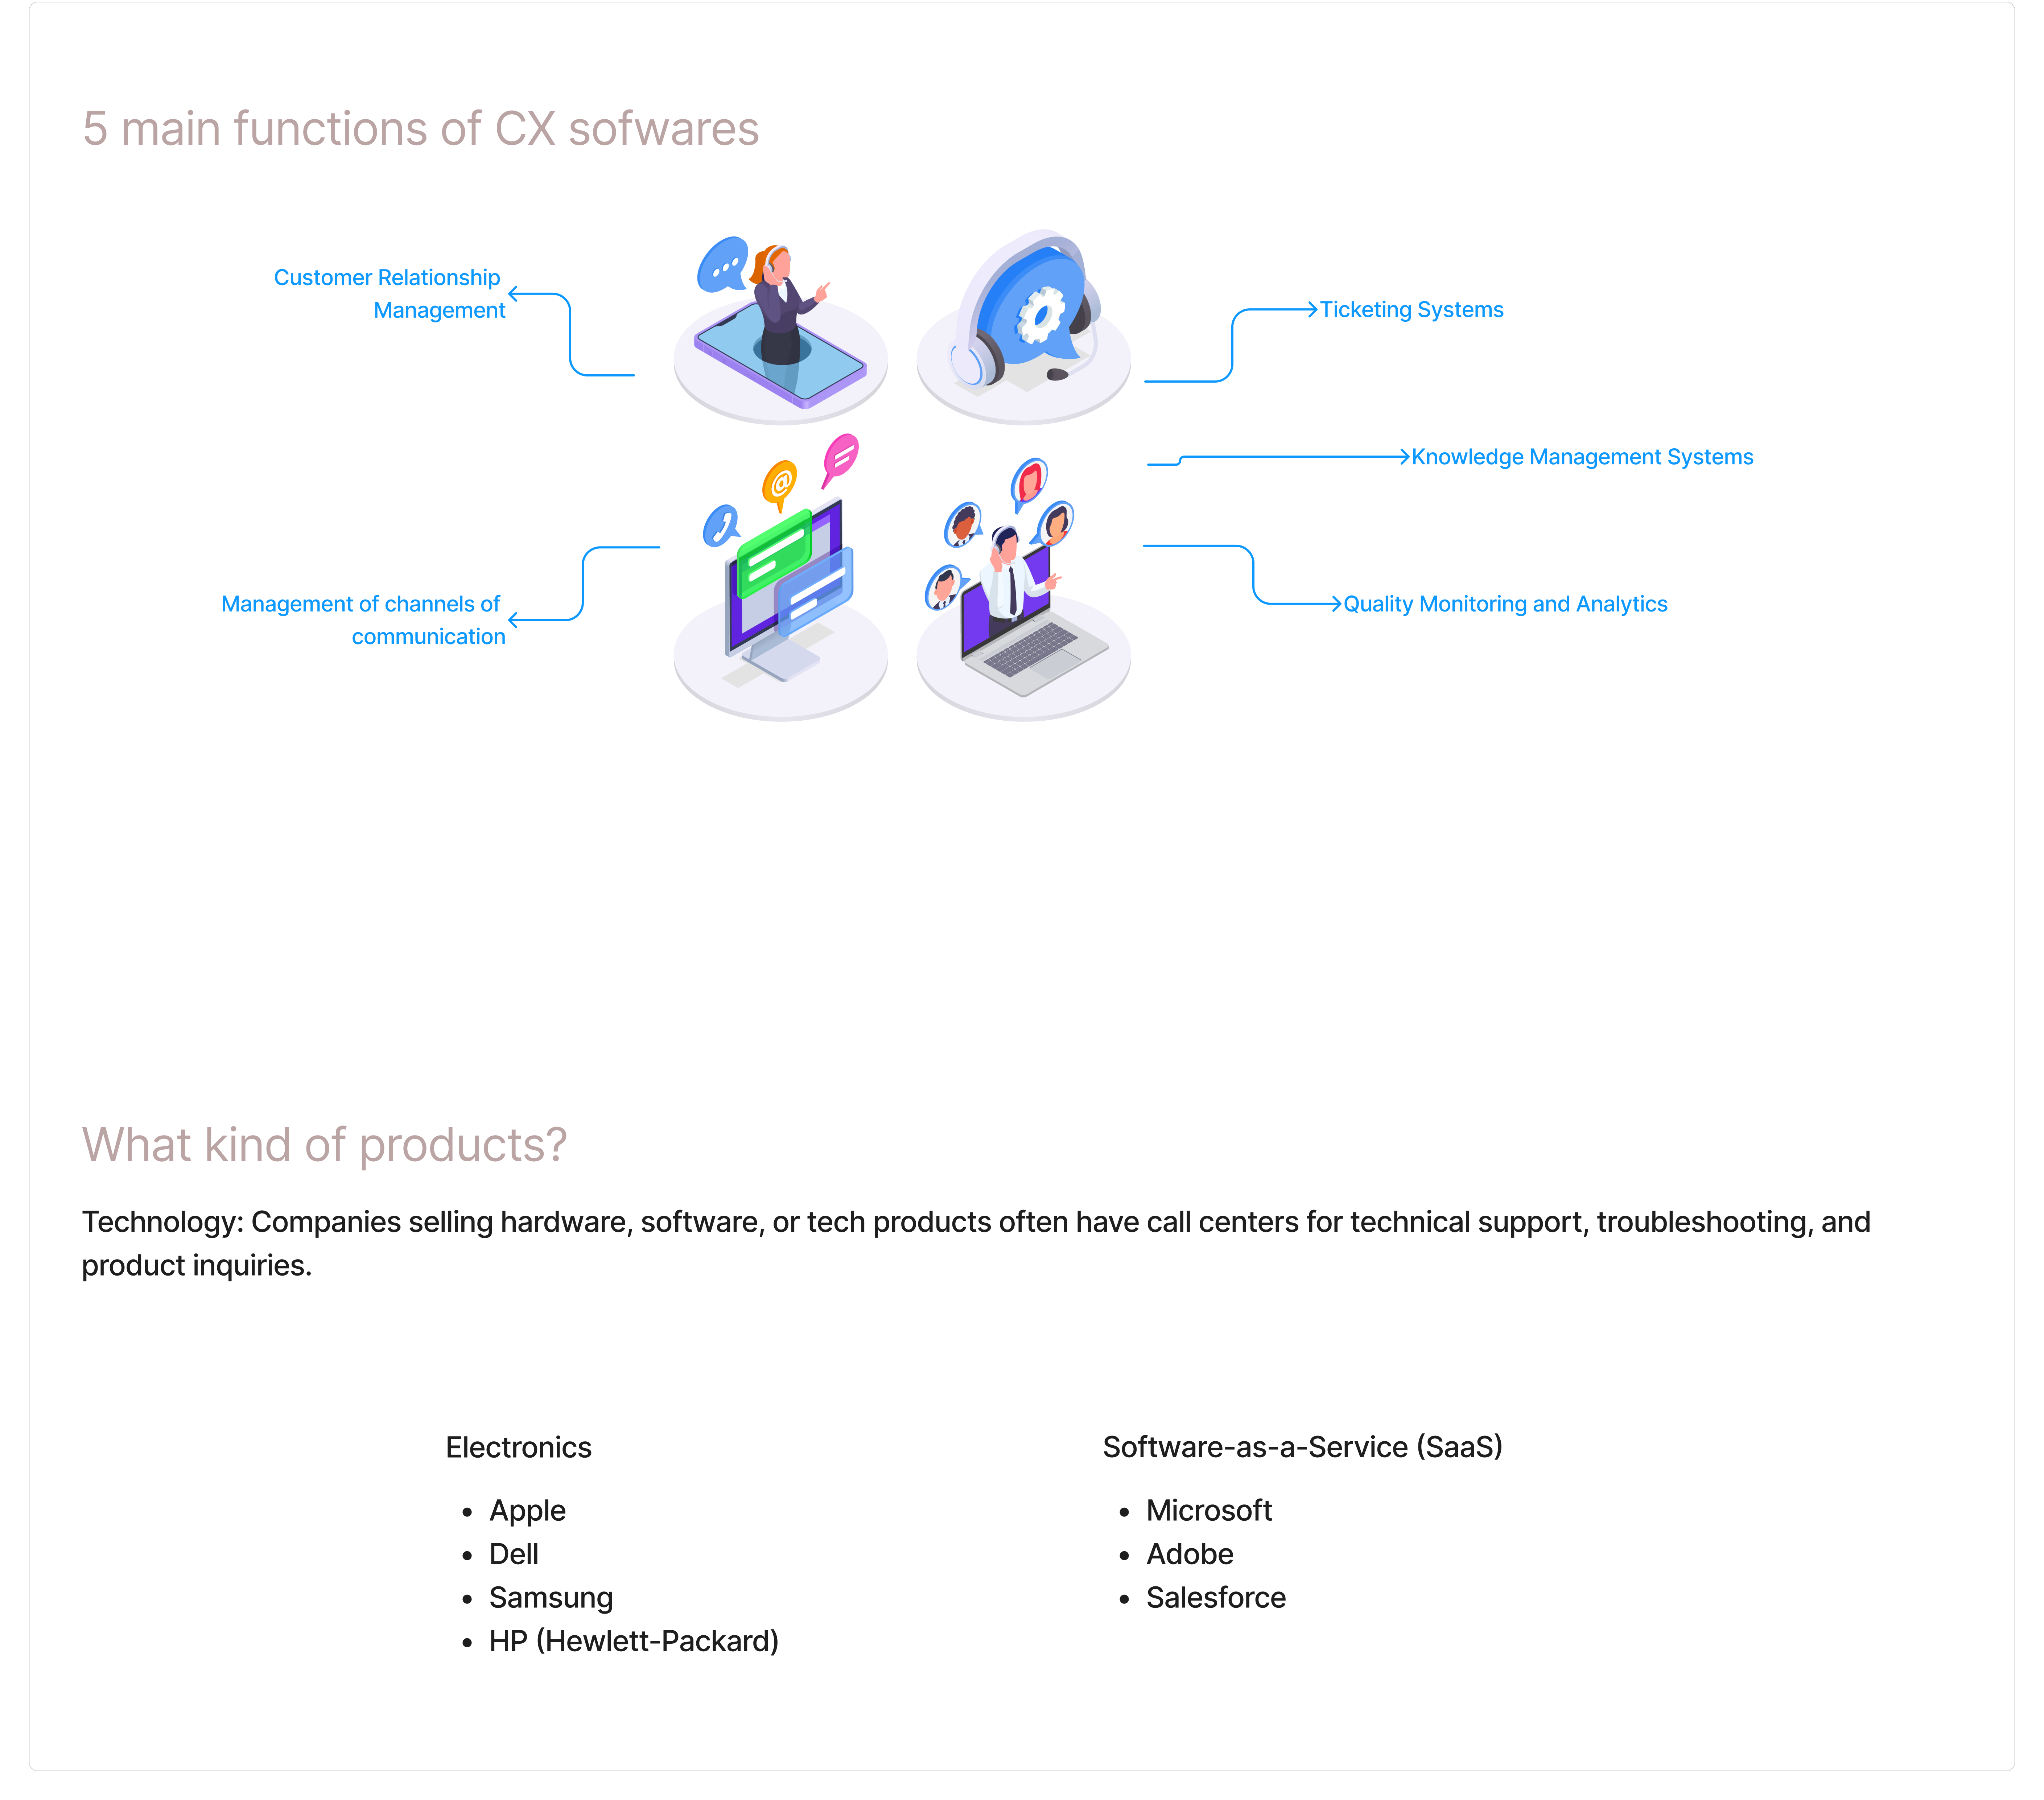 5 main functions of CX sofwares
Customer Relationship
Management
Ticketing Systems
Knowledge Management Systems
Management of channels of
communication
Quality Monitoring and Analytics
@
What kind of products?
Technology: Companies selling hardware, software, or tech products often have call centers for technical support, troubleshooting, and
product inquiries.
Electronics
• Apple
• Dell
• Samsung
• HP (Hewlett-Packard)
Software-as-a-Service (SaaS)
• Microsoft
• Adobe
• Salesforce